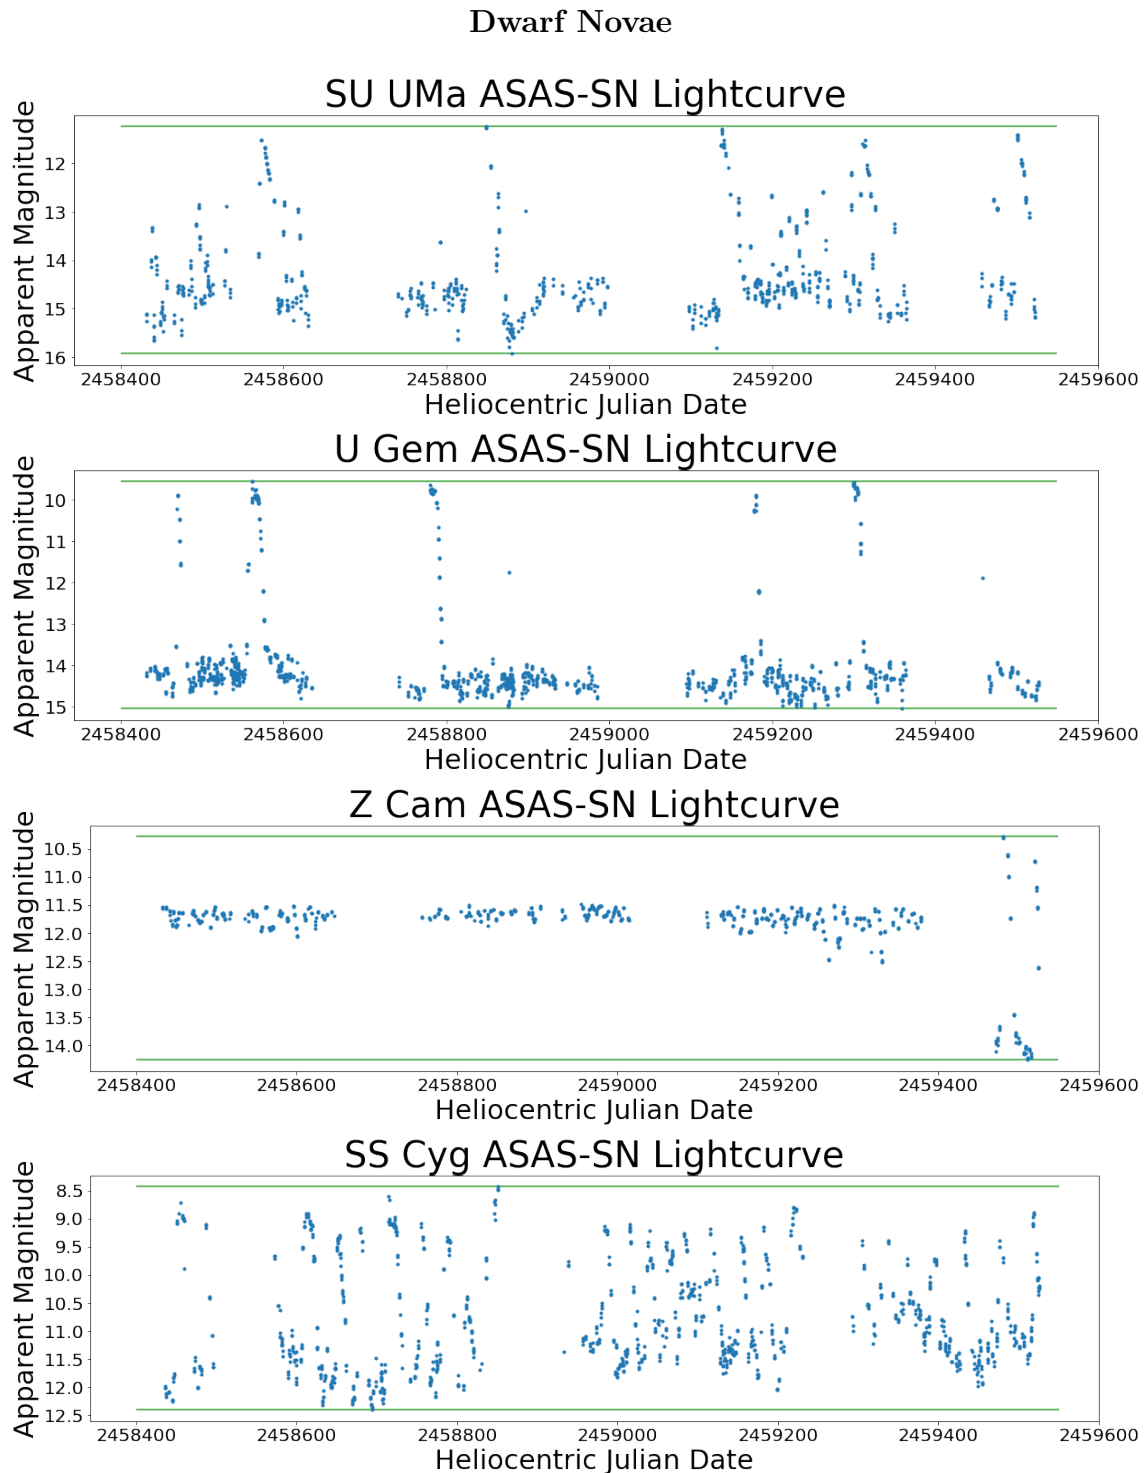 Dwarf Novae
SU UMa ASAS-SN Lightcurve
Apparent Magnitude
12
13
14
15
16
2458400 2458600 2458800 2459000 2459200 2459400 2459600
Heliocentric Julian Date
U Gem ASAS-SN Lightcurve
Apparent Magnitude
10
11
12
13
14
15
2458400 2458600 2458800 2459000 2459200 2459400 2459600
Heliocentric Julian Date
Z Cam ASAS-SN Lightcurve
Apparent Magnitude
10.5
11.0
11.5
12.0
12.5
13.0
13.5
14.0
2458400 2458600 2458800 2459000 2459200 2459400 2459600
Heliocentric Julian Date
SS Cyg ASAS-SN Lightcurve
Apparent Magnitude
8.5
9.0
9.5
10.0
10.5
11.0
11.5
12.0
12.5
2458400 2458600 2458800 2459000 2459200 2459400 2459600
Heliocentric Julian Date